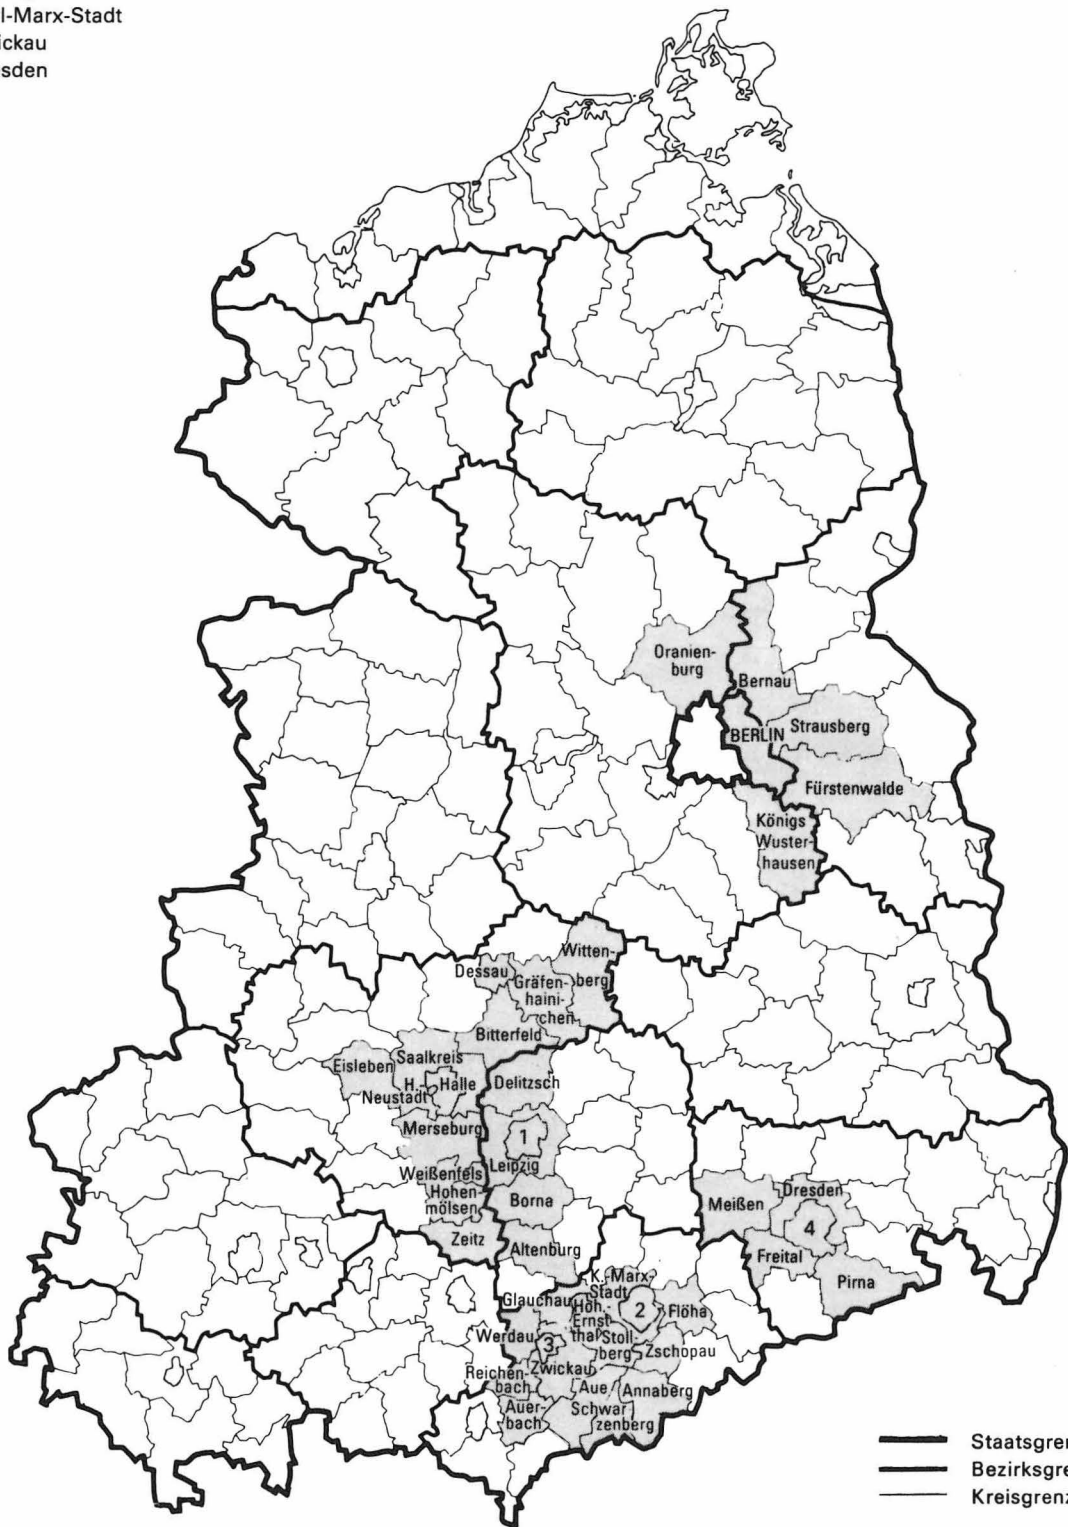 l-Marx-Stadt
ickau
sden
Oranien-
burg
Bernau
BERLIN
Strausberg
Fürstenwalde
Königs
Wuster-
hausen
Witten-
berg
Dessau
Gräfen-
haini-
chen
Bitterfeld
Eisleben
Saalkreis
H.-
Neustadt
Halle
Delitzsch
Merseburg
1
Leipzig
Weißenfels
Hohen-
mölsen
Borna
Zeitz
Altenburg
Meißen
Dresden
4
Freital
Pirna
K.-Marx-
Stadt
2
Glauchau
Hoh.-
Ernst-
thal
Flöha
Werdau
3
Stoll-
berg
Zschopau
Zwickau
Reichen-
bach
Aue
Annaberg
Auer-
bach
Schwar
zenberg
Staatsgren
Bezirksgre
Kreisgrenz